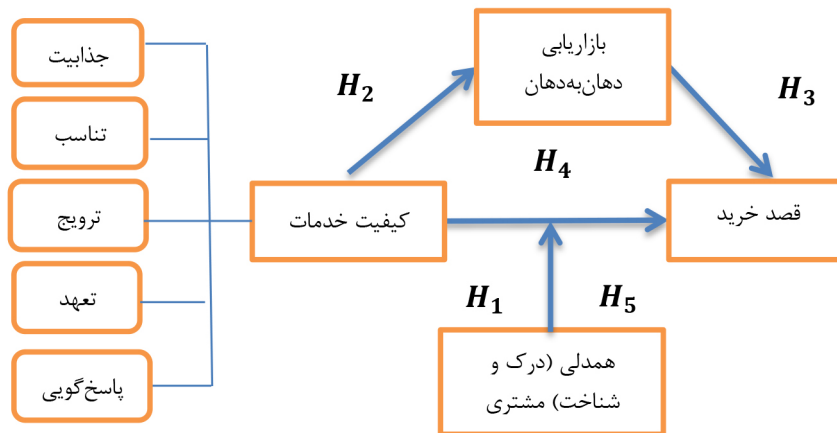 جذابیت
تناسب
ترویج
تعهد
پاسخ‌گویی
کیفیت خدمات
بازاریابی
دهان‌به‌دهان
قصد خرید
همدلی (درک و
شناخت) مشتری
H₂
H₃
H₄
H₁
H₅